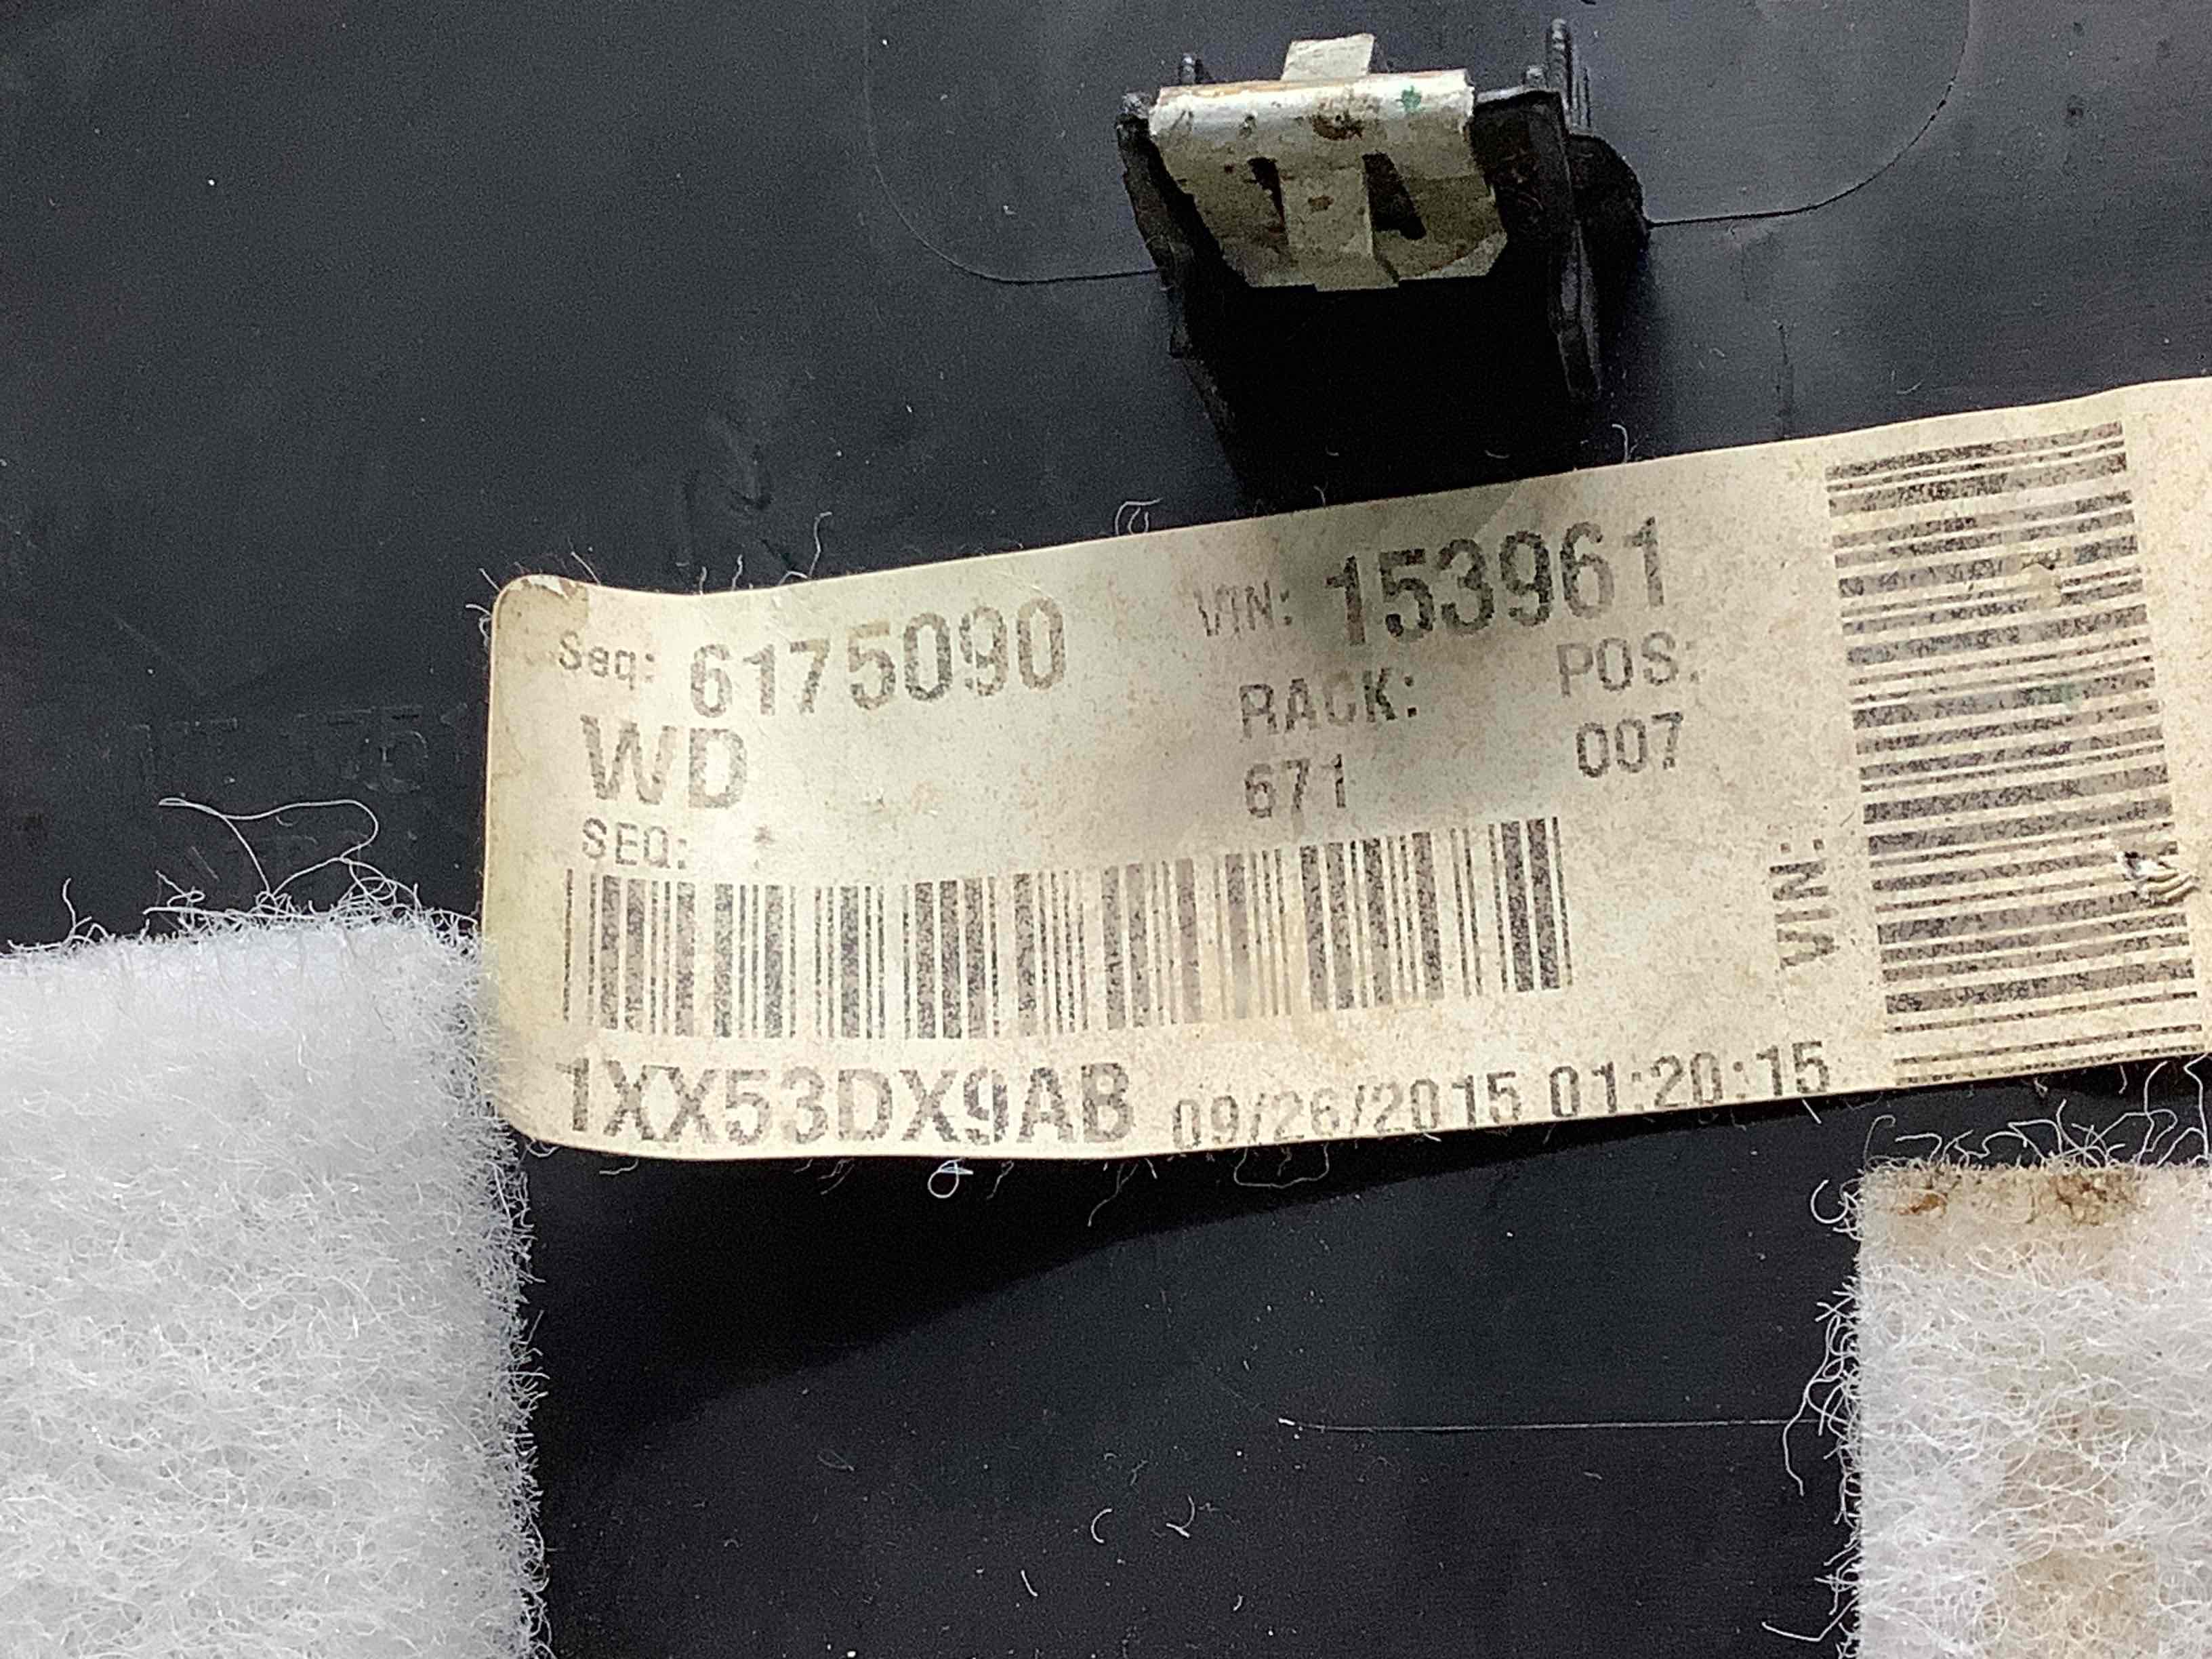 Seq: 6175090 VIN: 153961
WD RACK: POS:
671 007
SEQ:
VIN:
1XX53DX9AB 09/26/2015 01:20:15